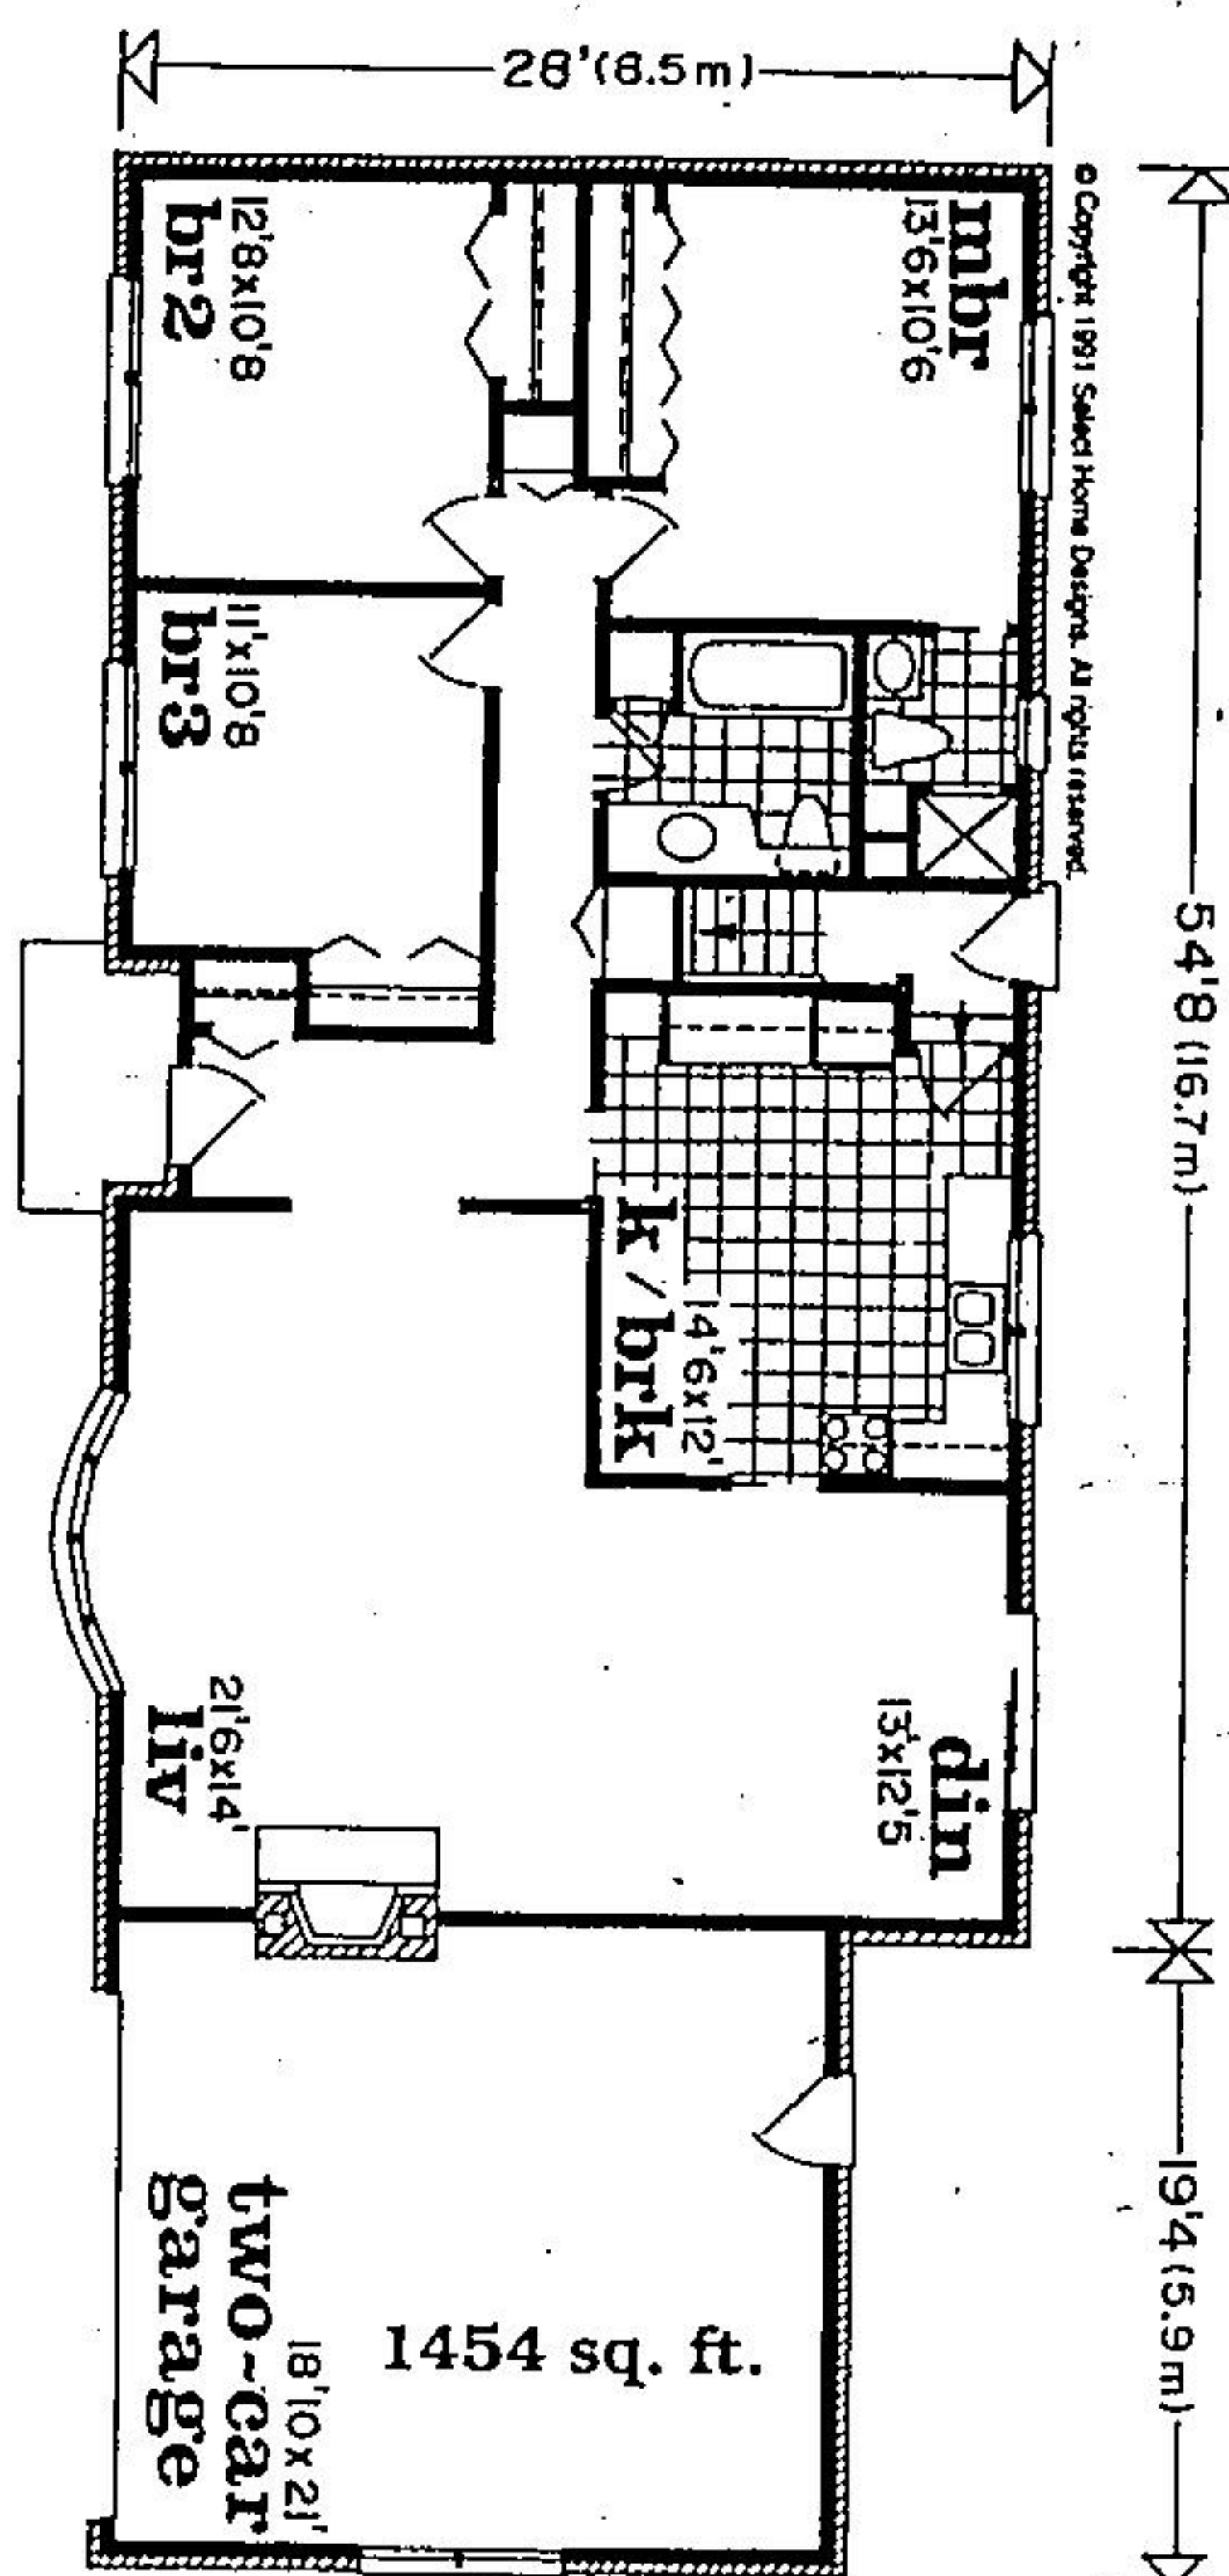 28'(8.5m)
© Copyright 1991 Select Home Designs. All rights reserved.
mbr
13'6x10'6
12'8x10'8
br2
11'x10'8
br3
54'8 (16.7m)
k/brk
14'6x12'
din
13'x12'5
21'6x14'
liv
19'4 (5.9m)
1454 sq. ft.
18'10x21'
two-car
garage